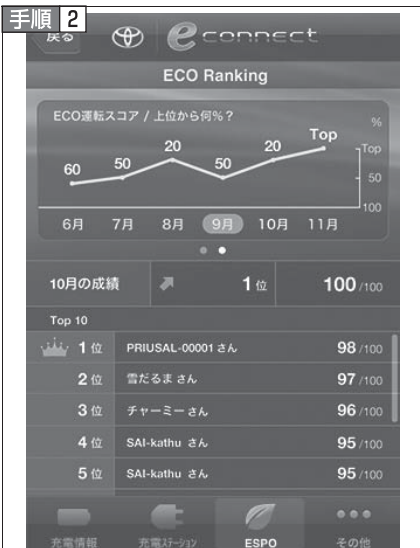 手順 2
戻る
e connect
ECO Ranking
ECO運転スコア / 上位から何%?
%
60 50 20 50 20 Top
Top
50
100
6月 7月 8月 9月 10月 11月
10月の成績 1位 100 /100
Top 10
1位 PRIUSAL-00001 さん 98 /100
2位 雪だるま さん 97 /100
3位 チャーミー さん 96 /100
4位 SAI-kathu さん 95 /100
5位 SAI-kathu さん 95 /100
充電情報 充電ステーション ESPO その他